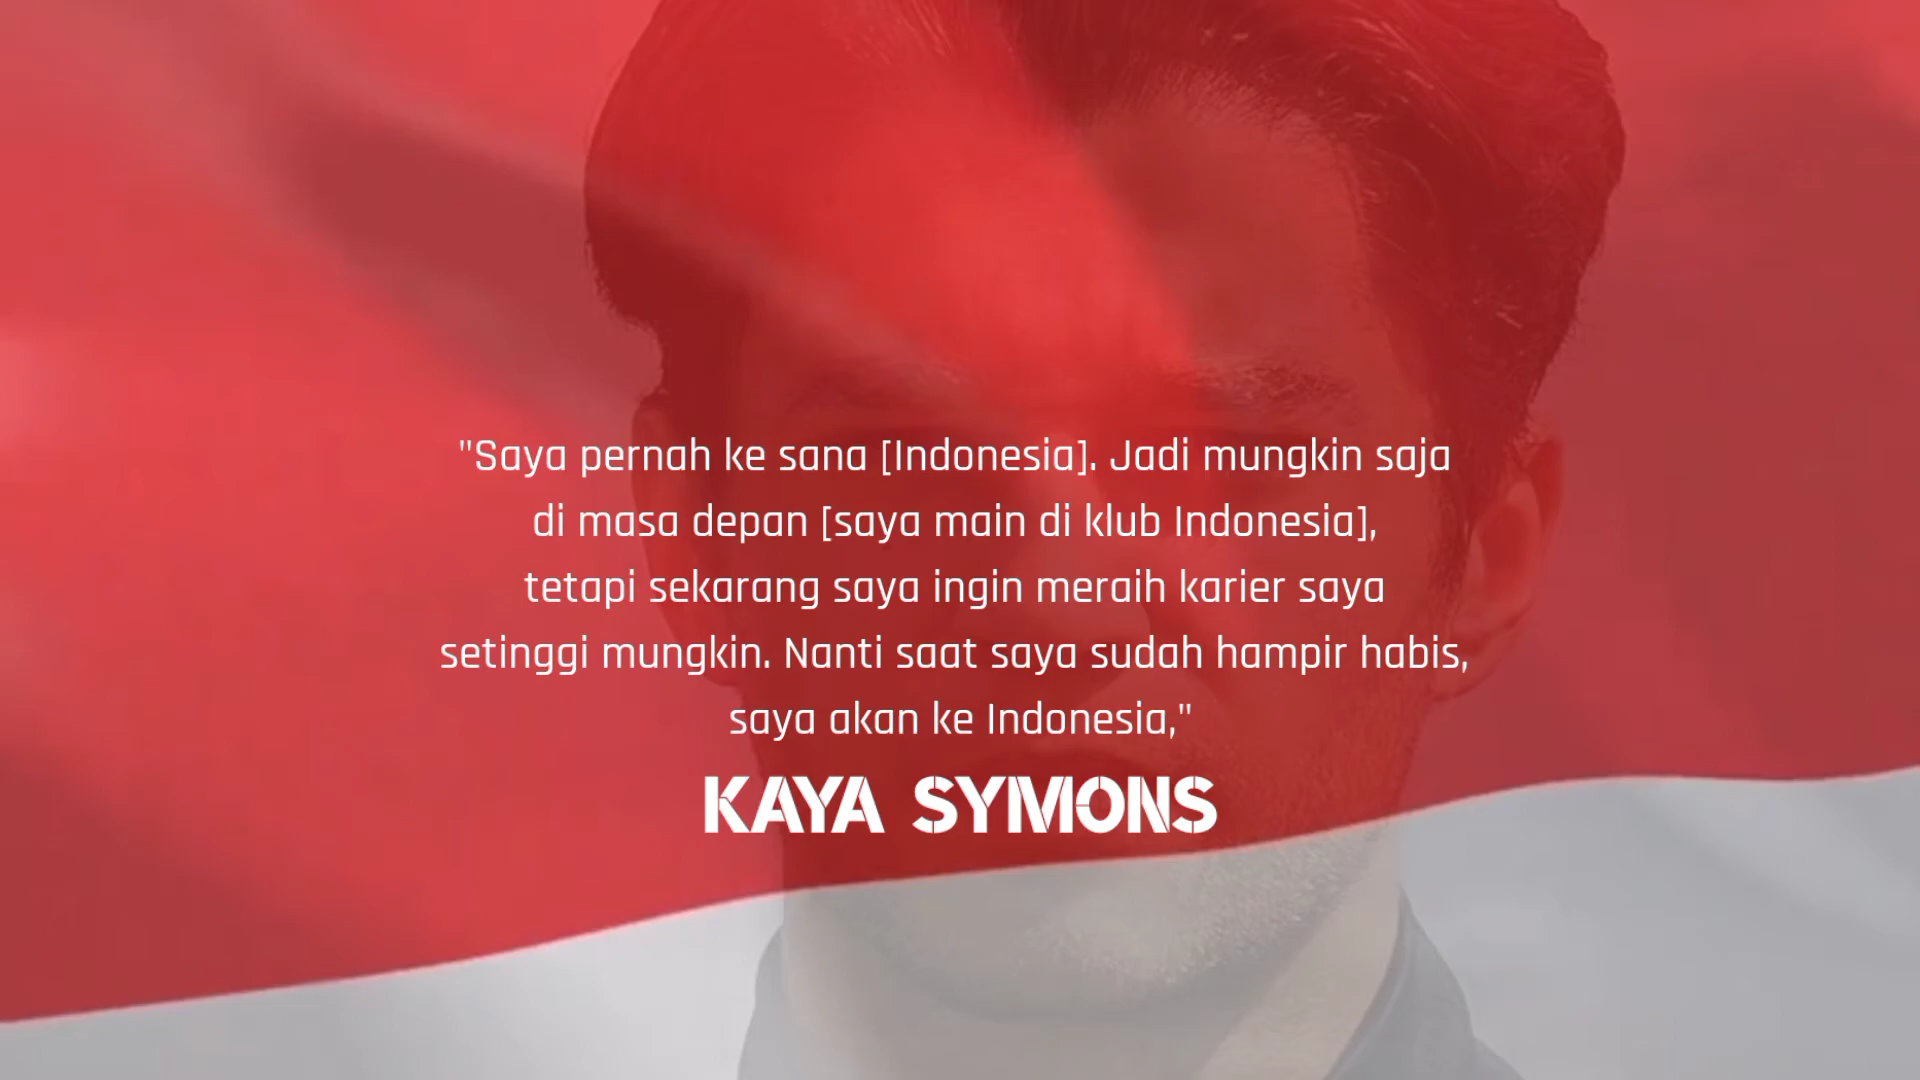 "Saya pernah ke sana [Indonesia]. Jadi mungkin saja
di masa depan [saya main di klub Indonesia],
tetapi sekarang saya ingin meraih karier saya
setinggi mungkin. Nanti saat saya sudah hampir habis,
saya akan ke Indonesia,"
KAYA SYMONS